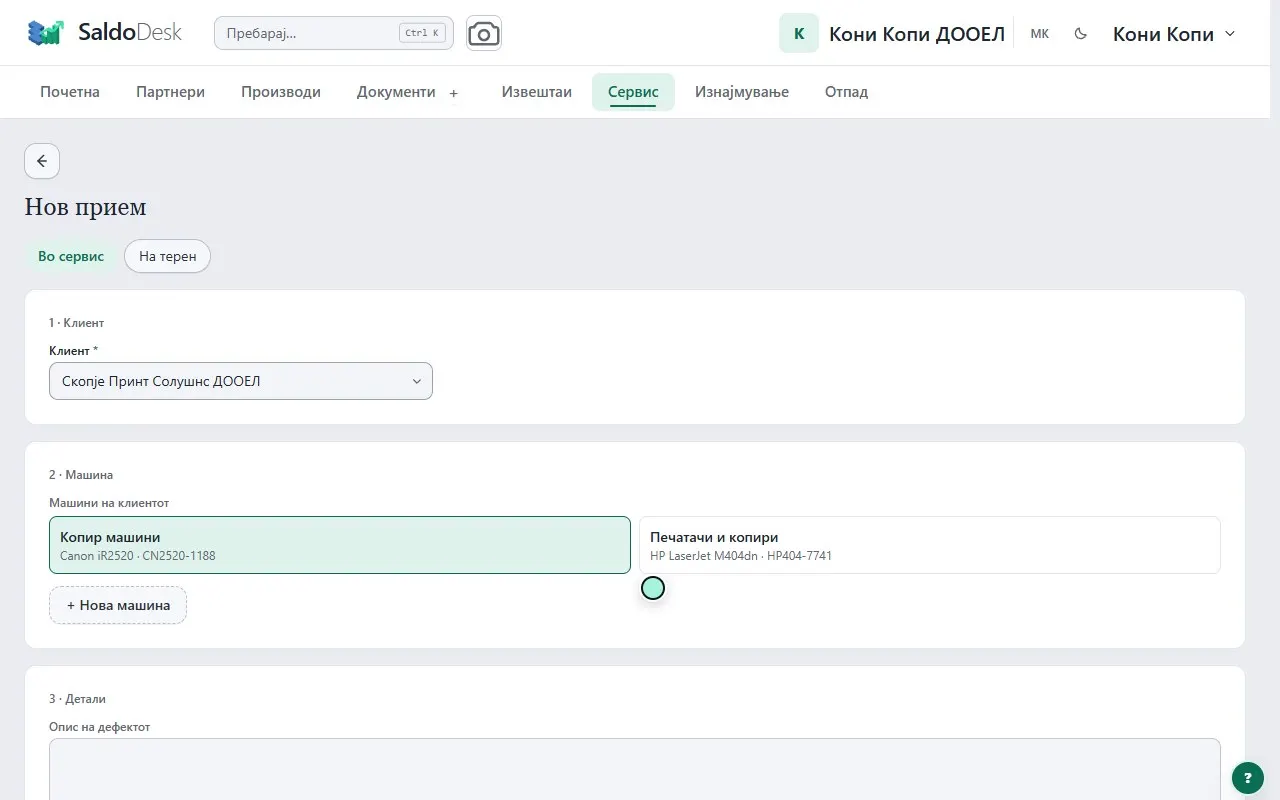 SaldoDesk
Пребарај...
Ctrl K
К
Кони Копи ДООЕЛ
МК
Кони Копи
Почетна
Партнери
Производи
Документи +
Извештаи
Сервис
Изнајмување
Отпад
Нов прием
Во сервис
На терен
1 · Клиент
Клиент *
Скопје Принт Солушнс ДООЕЛ
2 · Машина
Машини на клиентот
Копир машини
Canon iR2520 · CN2520-1188
Печатачи и копири
HP LaserJet M404dn · HP404-7741
+ Нова машина
3 · Детали
Опис на дефектот
?